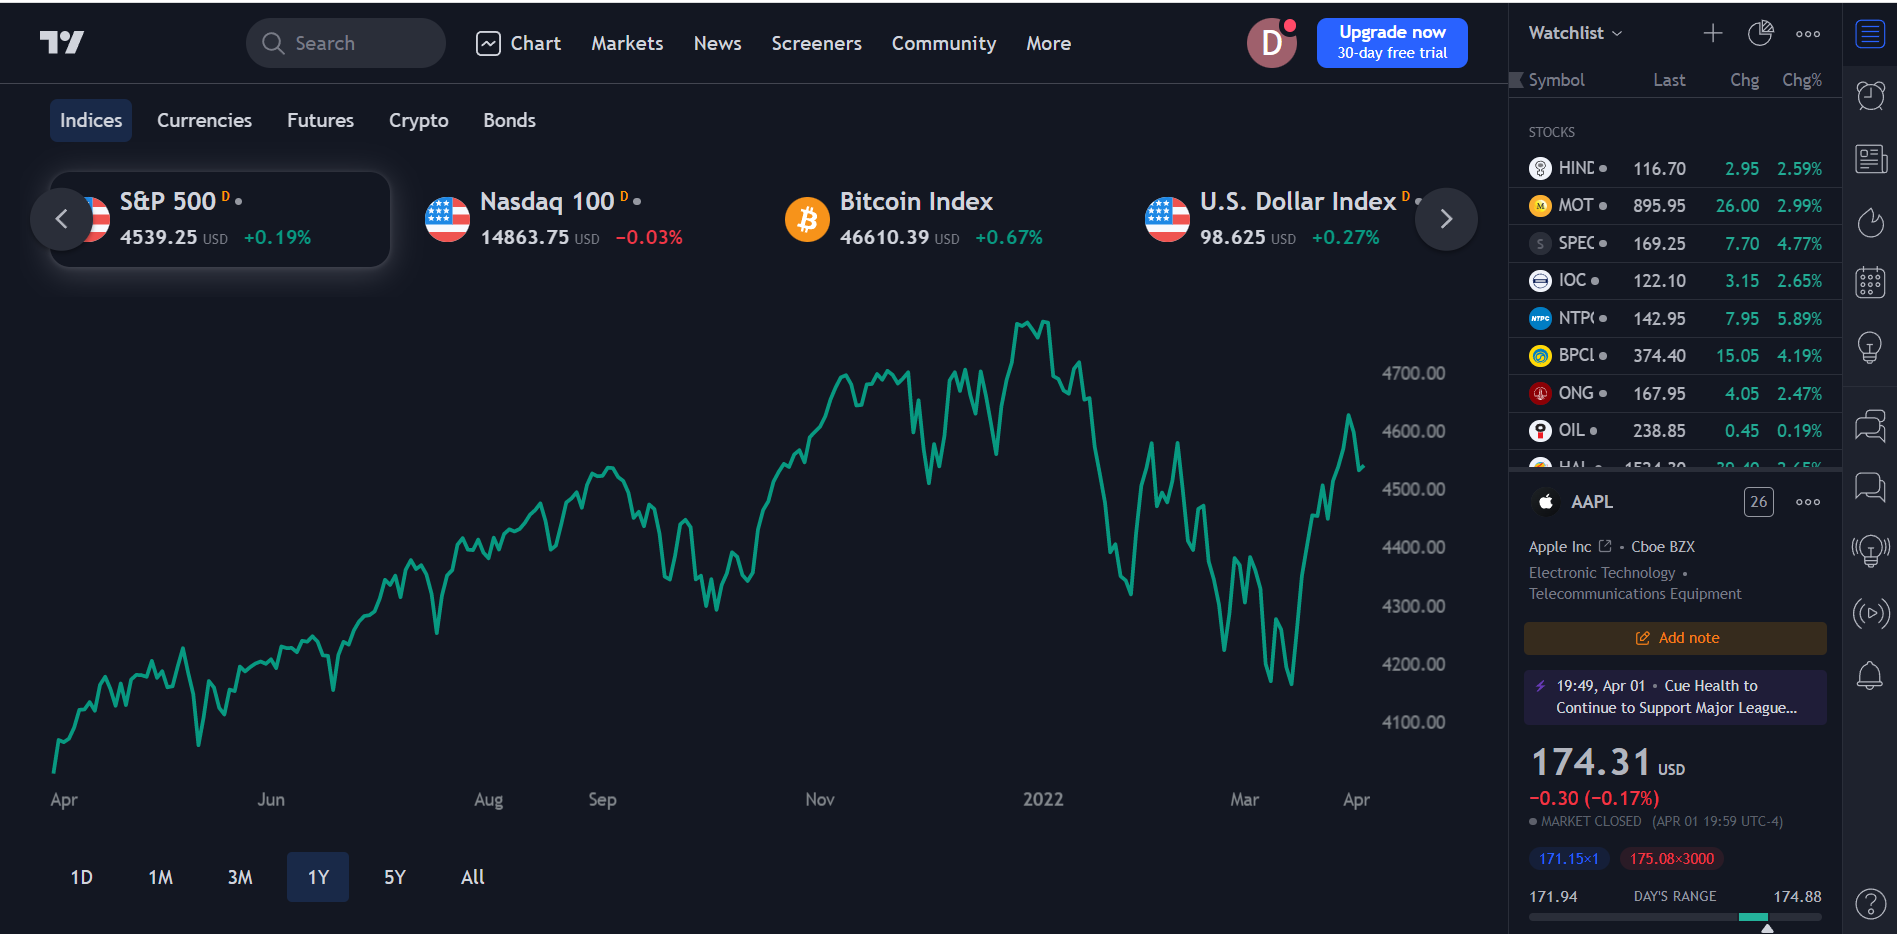 Search
Chart
Markets
News
Screeners
Community
More
D
Upgrade now
30-day free trial
Indices
Currencies
Futures
Crypto
Bonds
S&P 500 D
4539.25 USD +0.19%
Nasdaq 100 D
14863.75 USD −0.03%
Bitcoin Index
46610.39 USD +0.67%
U.S. Dollar Index D
98.625 USD +0.27%
4700.00
4600.00
4500.00
4400.00
4300.00
4200.00
4100.00
Apr Jun Aug Sep Nov 2022 Mar Apr
1D 1M 3M 1Y 5Y All
Watchlist
Symbol Last Chg Chg%
STOCKS
HIND 116.70 2.95 2.59%
MOT 895.95 26.00 2.99%
SPEC 169.25 7.70 4.77%
IOC 122.10 3.15 2.65%
NTPC NTPC 142.95 7.95 5.89%
BPCL 374.40 15.05 4.19%
ONG 167.95 4.05 2.47%
OIL 238.85 0.45 0.19%
AAPL 26
Apple Inc • Cboe BZX
Electronic Technology •
Telecommunications Equipment
Add note
19:49, Apr 01 • Cue Health to
Continue to Support Major League...
174.31 USD
−0.30 (−0.17%)
MARKET CLOSED (APR 01 19:59 UTC-4)
171.15×1 175.08×3000
171.94 DAY'S RANGE 174.88